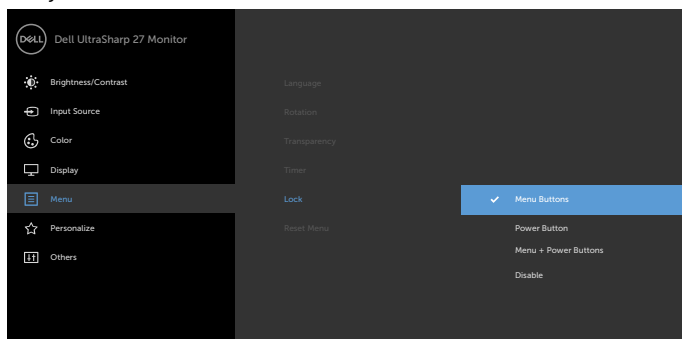 DELL Dell UltraSharp 27 Monitor
Brightness/Contrast
Input Source
Color
Display
Menu
Personalize
Others
Language
Rotation
Transparency
Timer
Lock
Reset Menu
Menu Buttons
Power Button
Menu + Power Buttons
Disable